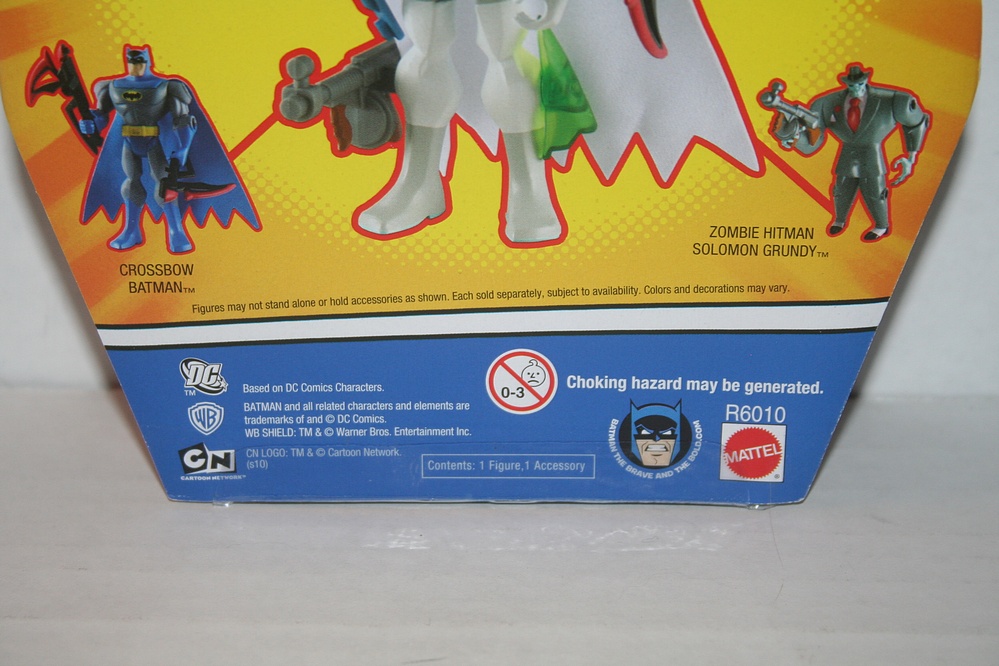 CROSSBOW
BATMAN™
ZOMBIE HITMAN
SOLOMON GRUNDY™
Figures may not stand alone or hold accessories as shown. Each sold separately, subject to availability. Colors and decorations may vary.
DC
TM
Based on DC Comics Characters.
WB
BATMAN and all related characters and elements are
trademarks of and © DC Comics.
WB SHIELD: TM & © Warner Bros. Entertainment Inc.
CN
CARTOON NETWORK™
CN LOGO: TM & © Cartoon Network.
(s10)
Contents: 1 Figure,1 Accessory
0-3
Choking hazard may be generated.
BATMAN THE BRAVE AND THE BOLD.COM
R6010
MATTEL
®